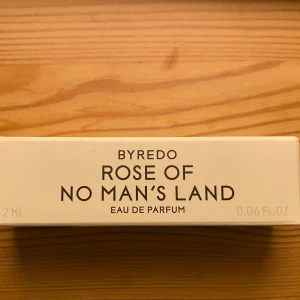 BYREDO
ROSE OF
NO MAN'S LAND
EAU DE PARFUM
2 ML 0.06 FL.OZ.